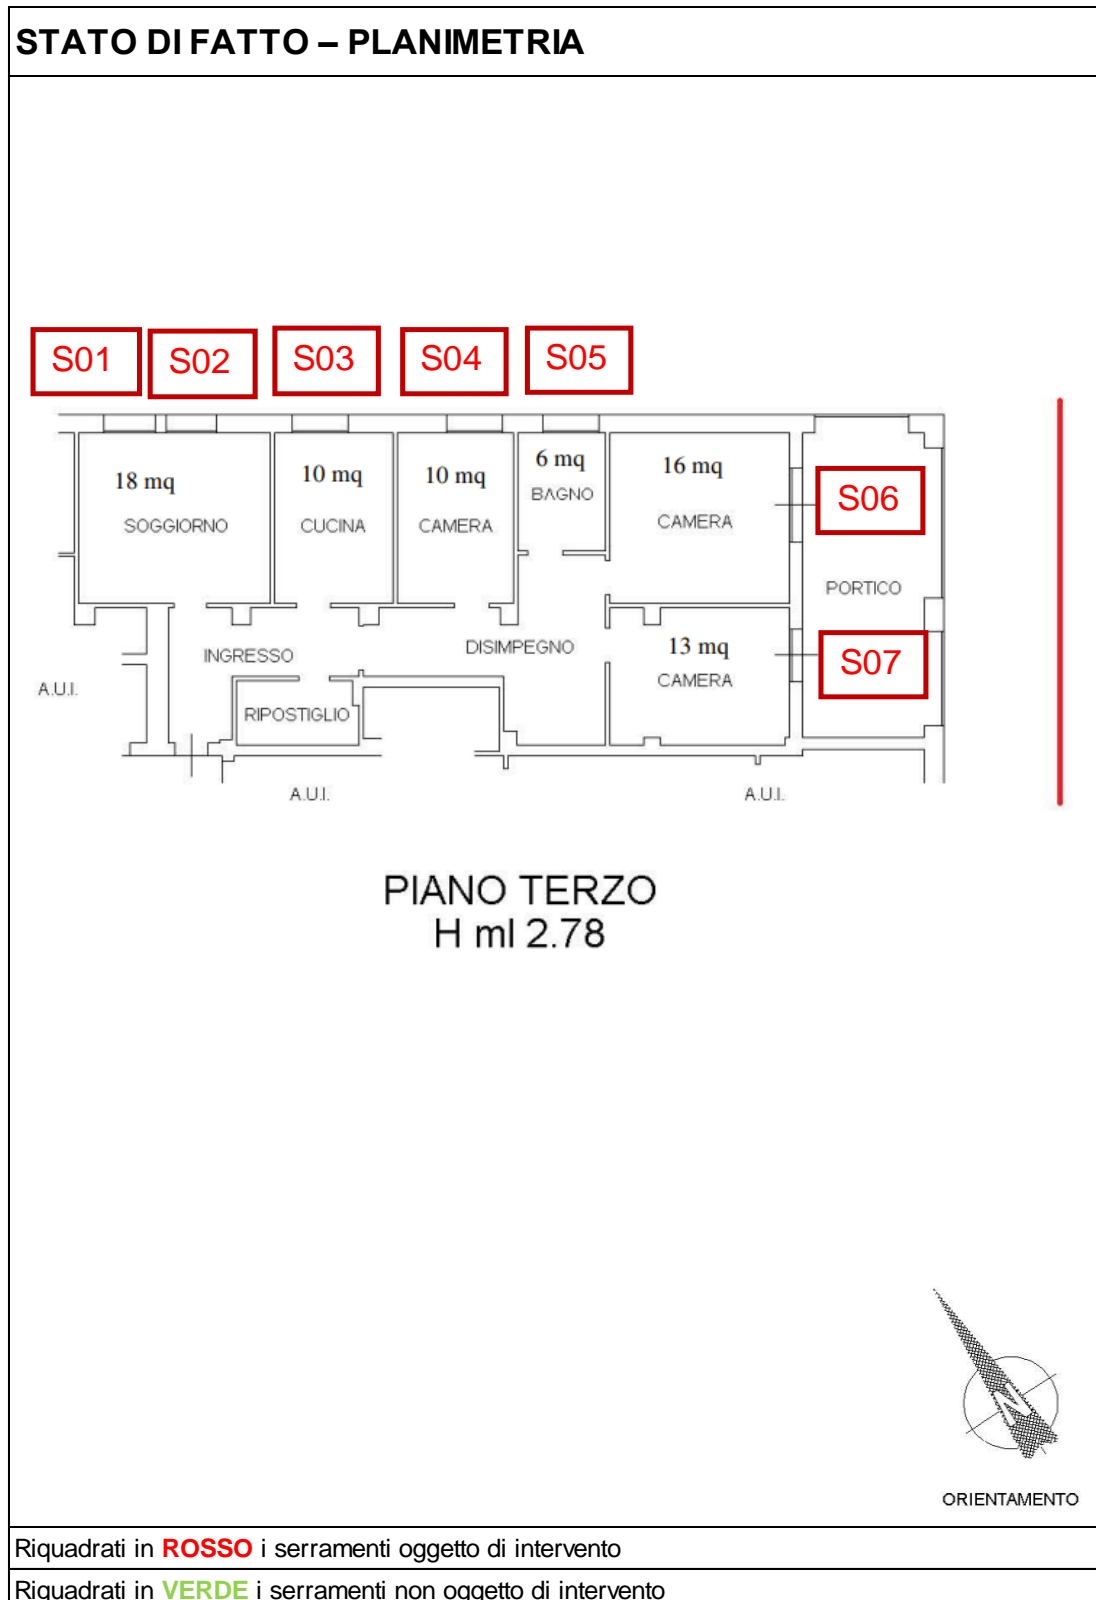 STATO DI FATTO – PLANIMETRIA
S01 S02 S03 S04 S05
18 mq
SOGGIORNO
10 mq
CUCINA
10 mq
CAMERA
6 mq
BAGNO
16 mq
CAMERA
S06
PORTICO
INGRESSO
DISIMPEGNO
13 mq
CAMERA
S07
A.U.I.
RIPOSTIGLIO
A.U.I.
A.U.I.
PIANO TERZO
H ml 2.78
N
ORIENTAMENTO
Riquadrati in ROSSO i serramenti oggetto di intervento
Riquadrati in VERDE i serramenti non oggetto di intervento